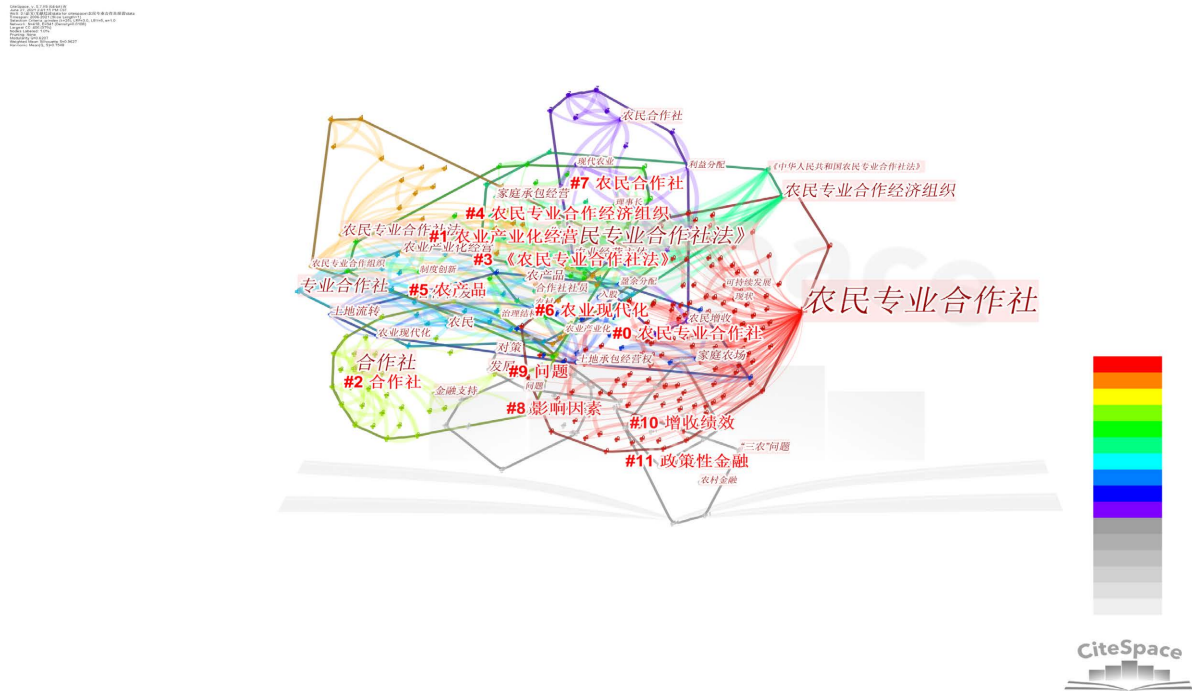 农民合作社
现代农业
利益分配
《中华人民共和国农民专业合作社法》
#7 农民合作社
农民专业合作经济组织
家庭承包经营
理事长
#4 农民专业合作经济组织
农民专业合作社法
#1 农业产业化经营
民专业合作社法》
农业产业化经营
#3 《农民专业合作社法》
农民专业合作组织
制度创新
农产品
专业合作社
#5 农产品
合作社社员
盈余分配
可持续发展
现状
入股
农民专业合作社
土地流转
治理结构
#6 农业现代化
农民增收
农民
农业现代化
农业产业化
#0 农民专业合作社
对策
土地承包经营权
家庭农场
合作社
发展
#9 问题
#2 合作社
金融支持
问题
#8 影响因素
#10 增收绩效
"三农"问题
#11 政策性金融
农村金融
CiteSpace